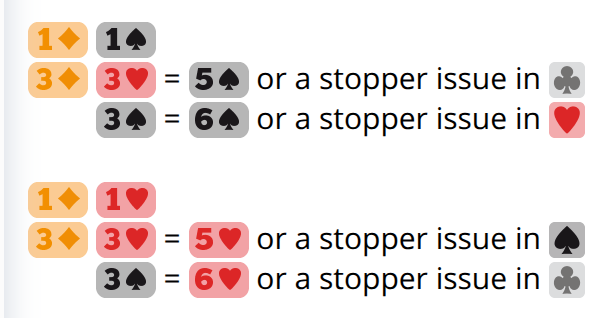 1♦ 1♠
3♦ 3♥ = 5♠ or a stopper issue in ♣
3♠ = 6♠ or a stopper issue in ♥
1♦ 1♥
3♦ 3♥ = 5♥ or a stopper issue in ♠
3♠ = 6♥ or a stopper issue in ♣